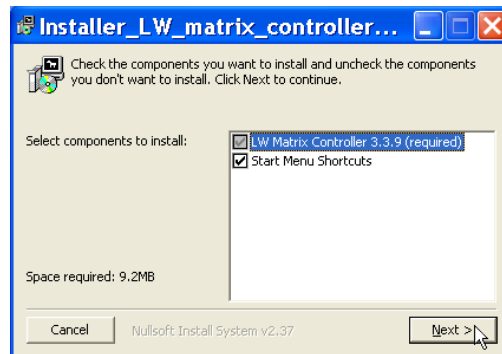 Installer_LW_matrix_controller...
Check the components you want to install and uncheck the components
you don't want to install. Click Next to continue.
Select components to install:
LW Matrix Controller 3.3.9 (required)
Start Menu Shortcuts
Space required: 9.2MB
Cancel
Nullsoft Install System v2.37
Next >